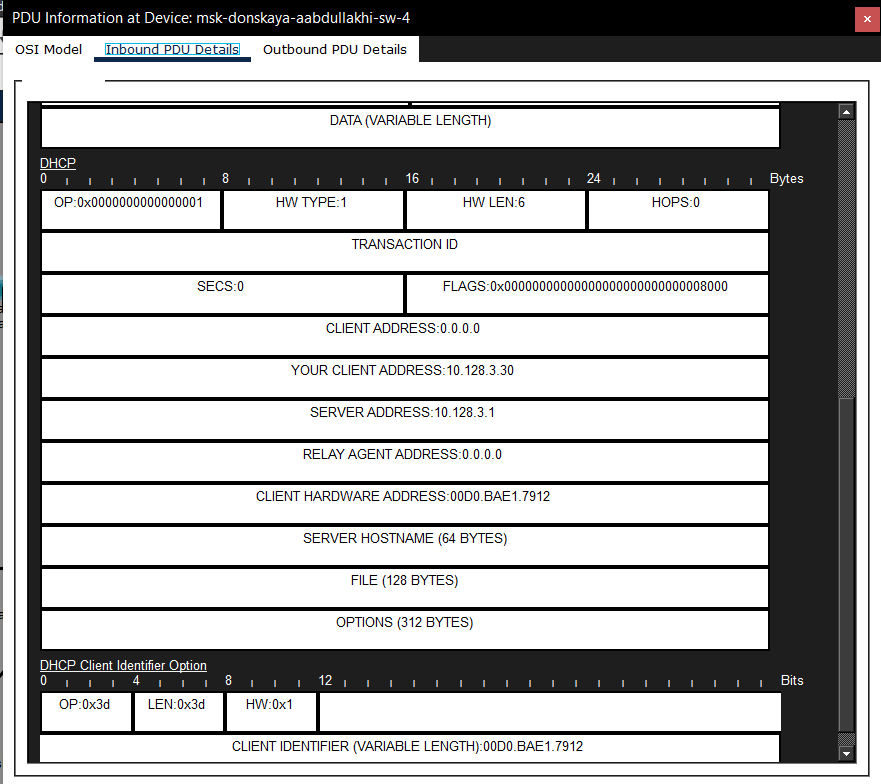 PDU Information at Device: msk-donskaya-aabdullakhi-sw-4
OSI Model Inbound PDU Details Outbound PDU Details
DATA (VARIABLE LENGTH)
DHCP
0 8 16 24 Bytes
OP:0x0000000000000001 HW TYPE:1 HW LEN:6 HOPS:0
TRANSACTION ID
SECS:0 FLAGS:0x00000000000000000000000000008000
CLIENT ADDRESS:0.0.0.0
YOUR CLIENT ADDRESS:10.128.3.30
SERVER ADDRESS:10.128.3.1
RELAY AGENT ADDRESS:0.0.0.0
CLIENT HARDWARE ADDRESS:00D0.BAE1.7912
SERVER HOSTNAME (64 BYTES)
FILE (128 BYTES)
OPTIONS (312 BYTES)
DHCP Client Identifier Option
0 4 8 12 Bits
OP:0x3d LEN:0x3d HW:0x1
CLIENT IDENTIFIER (VARIABLE LENGTH):00D0.BAE1.7912